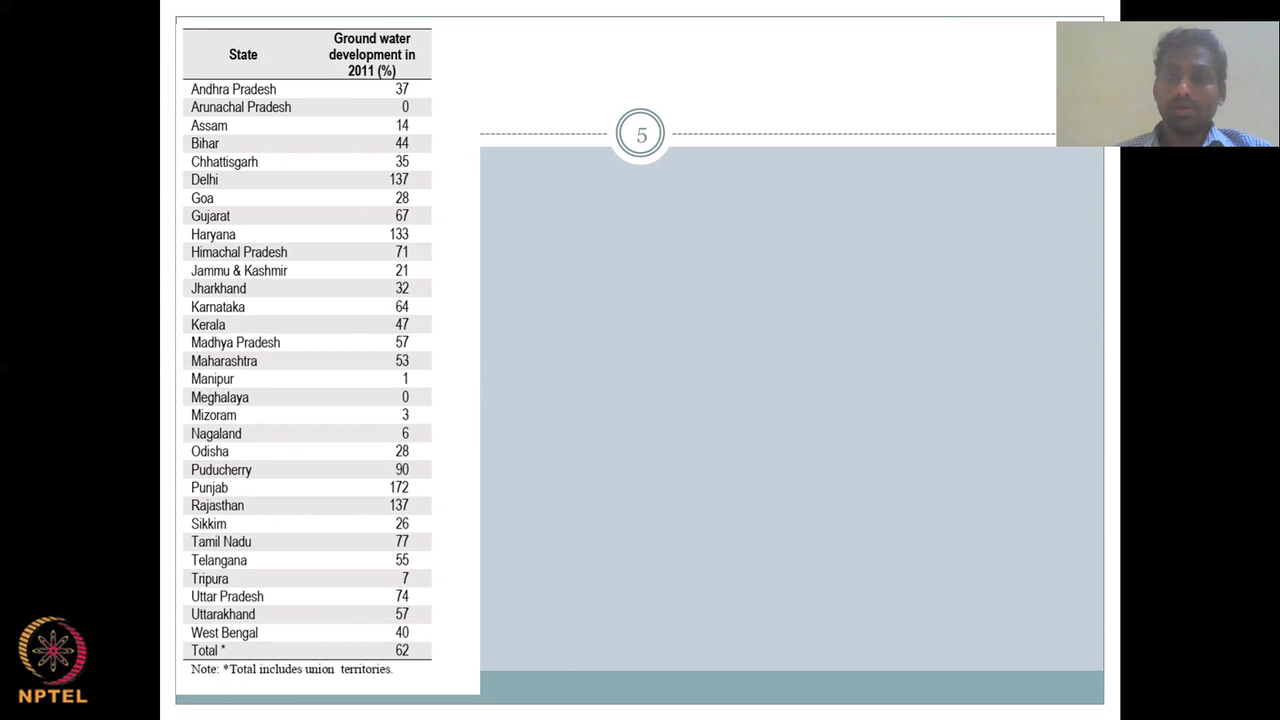 State Ground water development in 2011 (%)
Andhra Pradesh 37
Arunachal Pradesh 0
Assam 14
Bihar 44
Chhattisgarh 35
Delhi 137
Goa 28
Gujarat 67
Haryana 133
Himachal Pradesh 71
Jammu & Kashmir 21
Jharkhand 32
Karnataka 64
Kerala 47
Madhya Pradesh 57
Maharashtra 53
Manipur 1
Meghalaya 0
Mizoram 3
Nagaland 6
Odisha 28
Puducherry 90
Punjab 172
Rajasthan 137
Sikkim 26
Tamil Nadu 77
Telangana 55
Tripura 7
Uttar Pradesh 74
Uttarakhand 57
West Bengal 40
Total * 62
Note: *Total includes union territories.
5
NPTEL